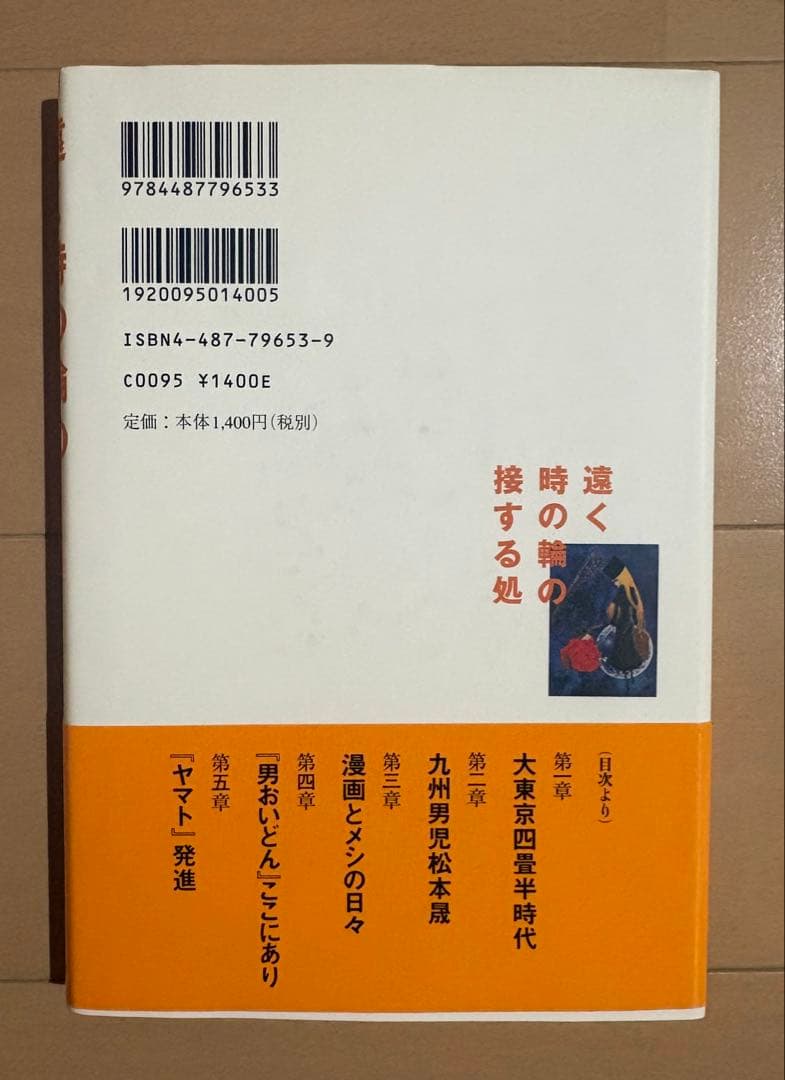 9784487796533
1920095014005
ISBN4-487-79653-9
C0095 ¥1400E
定価：本体1,400円（税別）
遠く
時の輪の
接する処
（目次より）
第一章
大東京四畳半時代
第二章
九州男児松本晟
第三章
漫画とメシの日々
第四章
『男おいどん』ここにあり
第五章
『ヤマト』発進